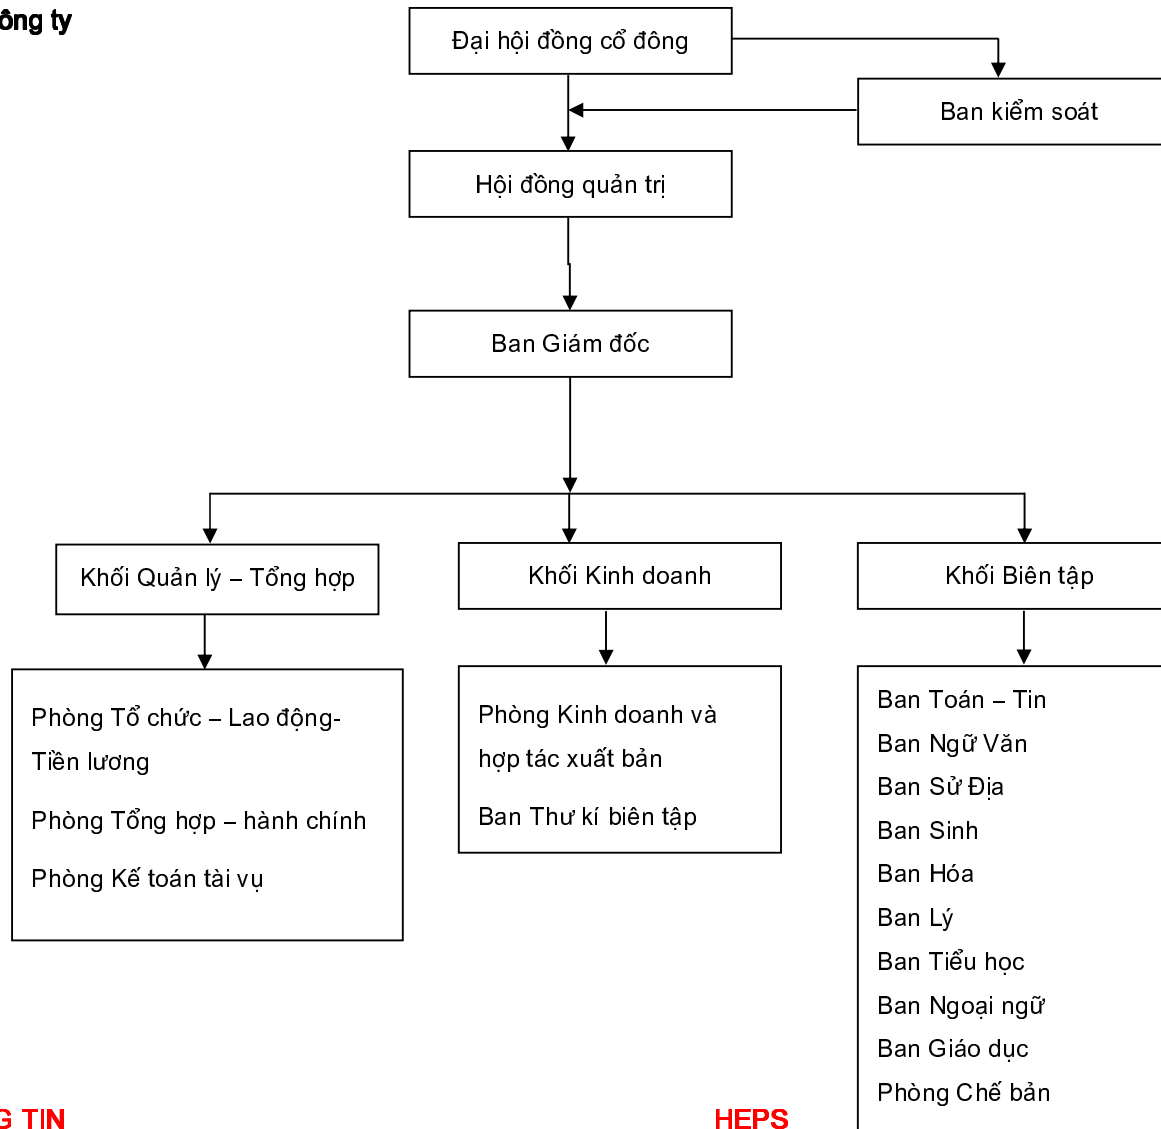 ông ty
Đại hội đồng cổ đông
Ban kiểm soát
Hội đồng quản trị
Ban Giám đốc
Khối Quản lý – Tổng hợp
Khối Kinh doanh
Khối Biên tập
Phòng Tổ chức – Lao động-
Tiền lương
Phòng Tổng hợp – hành chính
Phòng Kế toán tài vụ
Phòng Kinh doanh và
hợp tác xuất bản
Ban Thư kí biên tập
Ban Toán – Tin
Ban Ngữ Văn
Ban Sử Địa
Ban Sinh
Ban Hóa
Ban Lý
Ban Tiểu học
Ban Ngoại ngữ
Ban Giáo dục
Phòng Chế bản
G TIN
HEPS